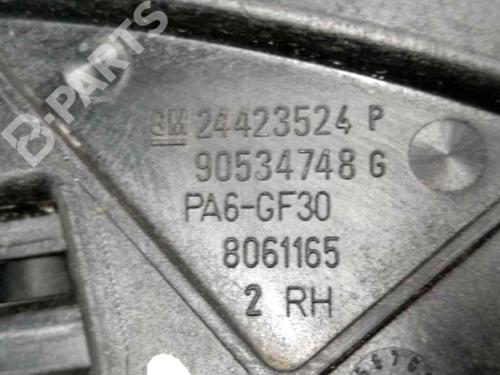 GM 24423524 P
90534748 G
PA6-GF30
8061165
2 RH
B-PARTS